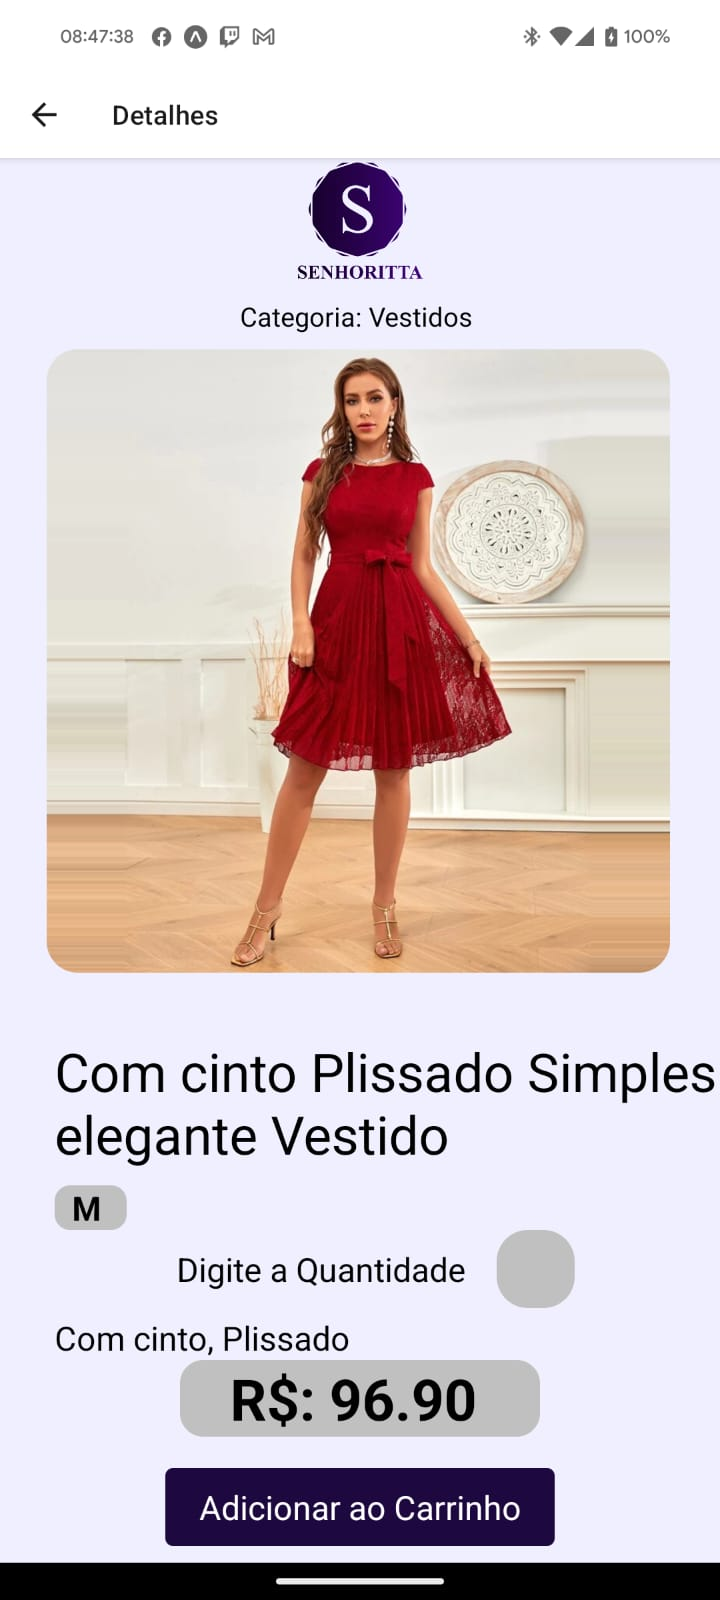 08:47:38 100%
Detalhes
S
SENHORITTA
Categoria: Vestidos
Com cinto Plissado Simples
elegante Vestido
M
Digite a Quantidade
Com cinto, Plissado
R$: 96.90
Adicionar ao Carrinho